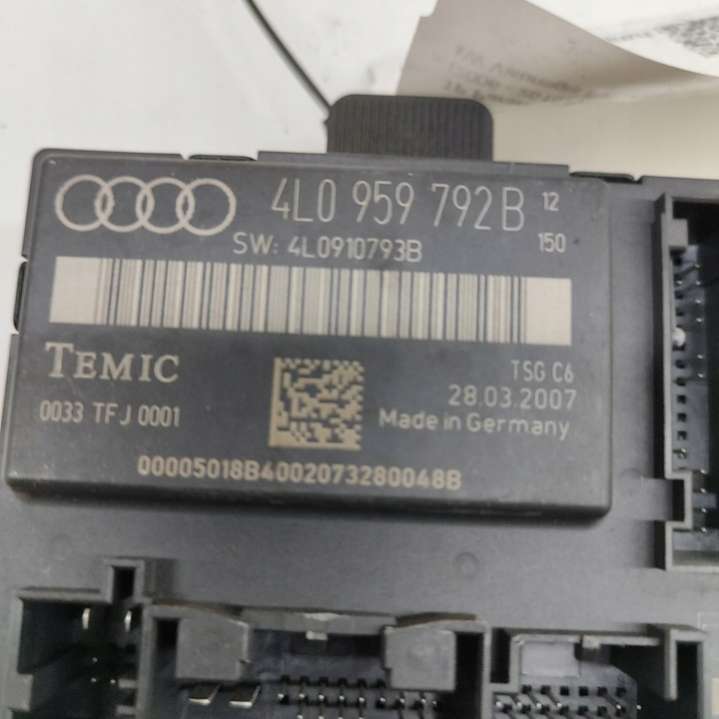 4L0 959 792B 12
SW: 4L0910793B 150
TEMIC
TSG C6
28.03.2007
0033 TFJ 0001
Made in Germany
00005018B4002073280048B